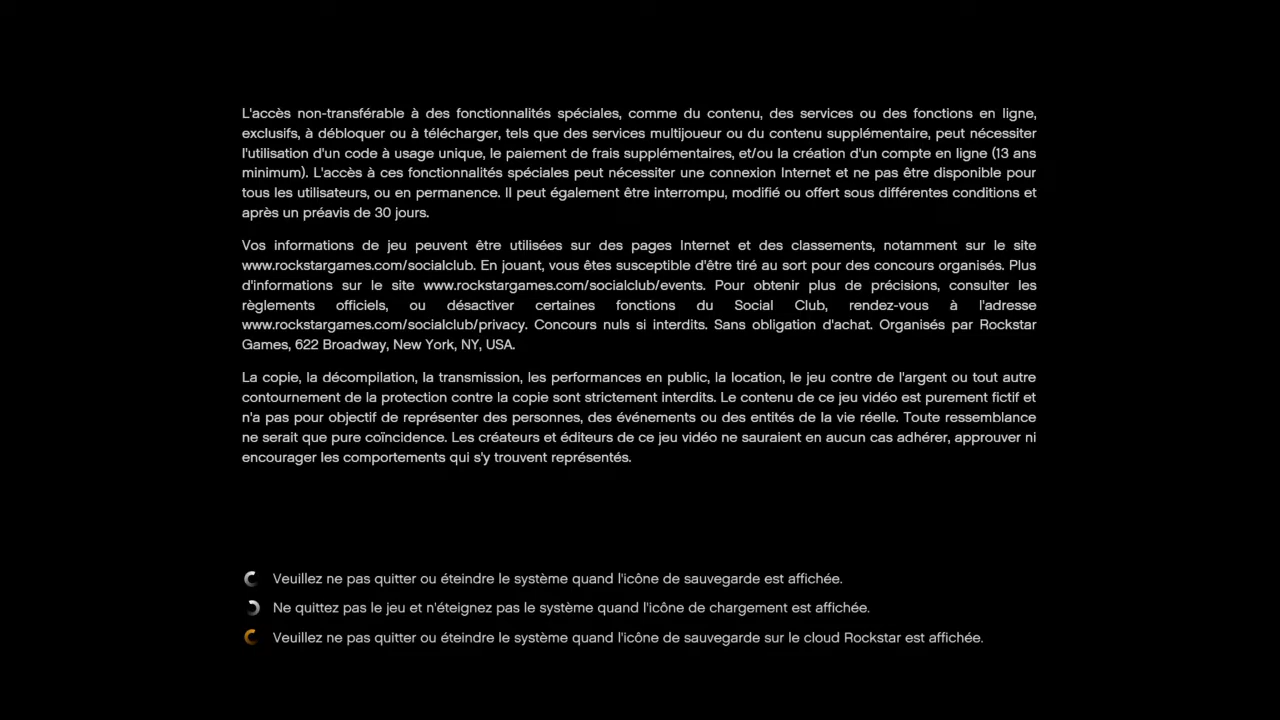 L'accès non-transférable à des fonctionnalités spéciales, comme du contenu, des services ou des fonctions en ligne,
exclusifs, à débloquer ou à télécharger, tels que des services multijoueur ou du contenu supplémentaire, peut nécessiter
l'utilisation d'un code à usage unique, le paiement de frais supplémentaires, et/ou la création d'un compte en ligne (13 ans
minimum). L'accès à ces fonctionnalités spéciales peut nécessiter une connexion Internet et ne pas être disponible pour
tous les utilisateurs, ou en permanence. Il peut également être interrompu, modifié ou offert sous différentes conditions et
après un préavis de 30 jours.
Vos informations de jeu peuvent être utilisées sur des pages Internet et des classements, notamment sur le site
www.rockstargames.com/socialclub. En jouant, vous êtes susceptible d'être tiré au sort pour des concours organisés. Plus
d'informations sur le site www.rockstargames.com/socialclub/events. Pour obtenir plus de précisions, consulter les
règlements officiels, ou désactiver certaines fonctions du Social Club, rendez-vous à l'adresse
www.rockstargames.com/socialclub/privacy. Concours nuls si interdits. Sans obligation d'achat. Organisés par Rockstar
Games, 622 Broadway, New York, NY, USA.
La copie, la décompilation, la transmission, les performances en public, la location, le jeu contre de l'argent ou tout autre
contournement de la protection contre la copie sont strictement interdits. Le contenu de ce jeu vidéo est purement fictif et
n'a pas pour objectif de représenter des personnes, des événements ou des entités de la vie réelle. Toute ressemblance
ne serait que pure coïncidence. Les créateurs et éditeurs de ce jeu vidéo ne sauraient en aucun cas adhérer, approuver ni
encourager les comportements qui s'y trouvent représentés.
Veuillez ne pas quitter ou éteindre le système quand l'icône de sauvegarde est affichée.
Ne quittez pas le jeu et n'éteignez pas le système quand l'icône de chargement est affichée.
Veuillez ne pas quitter ou éteindre le système quand l'icône de sauvegarde sur le cloud Rockstar est affichée.